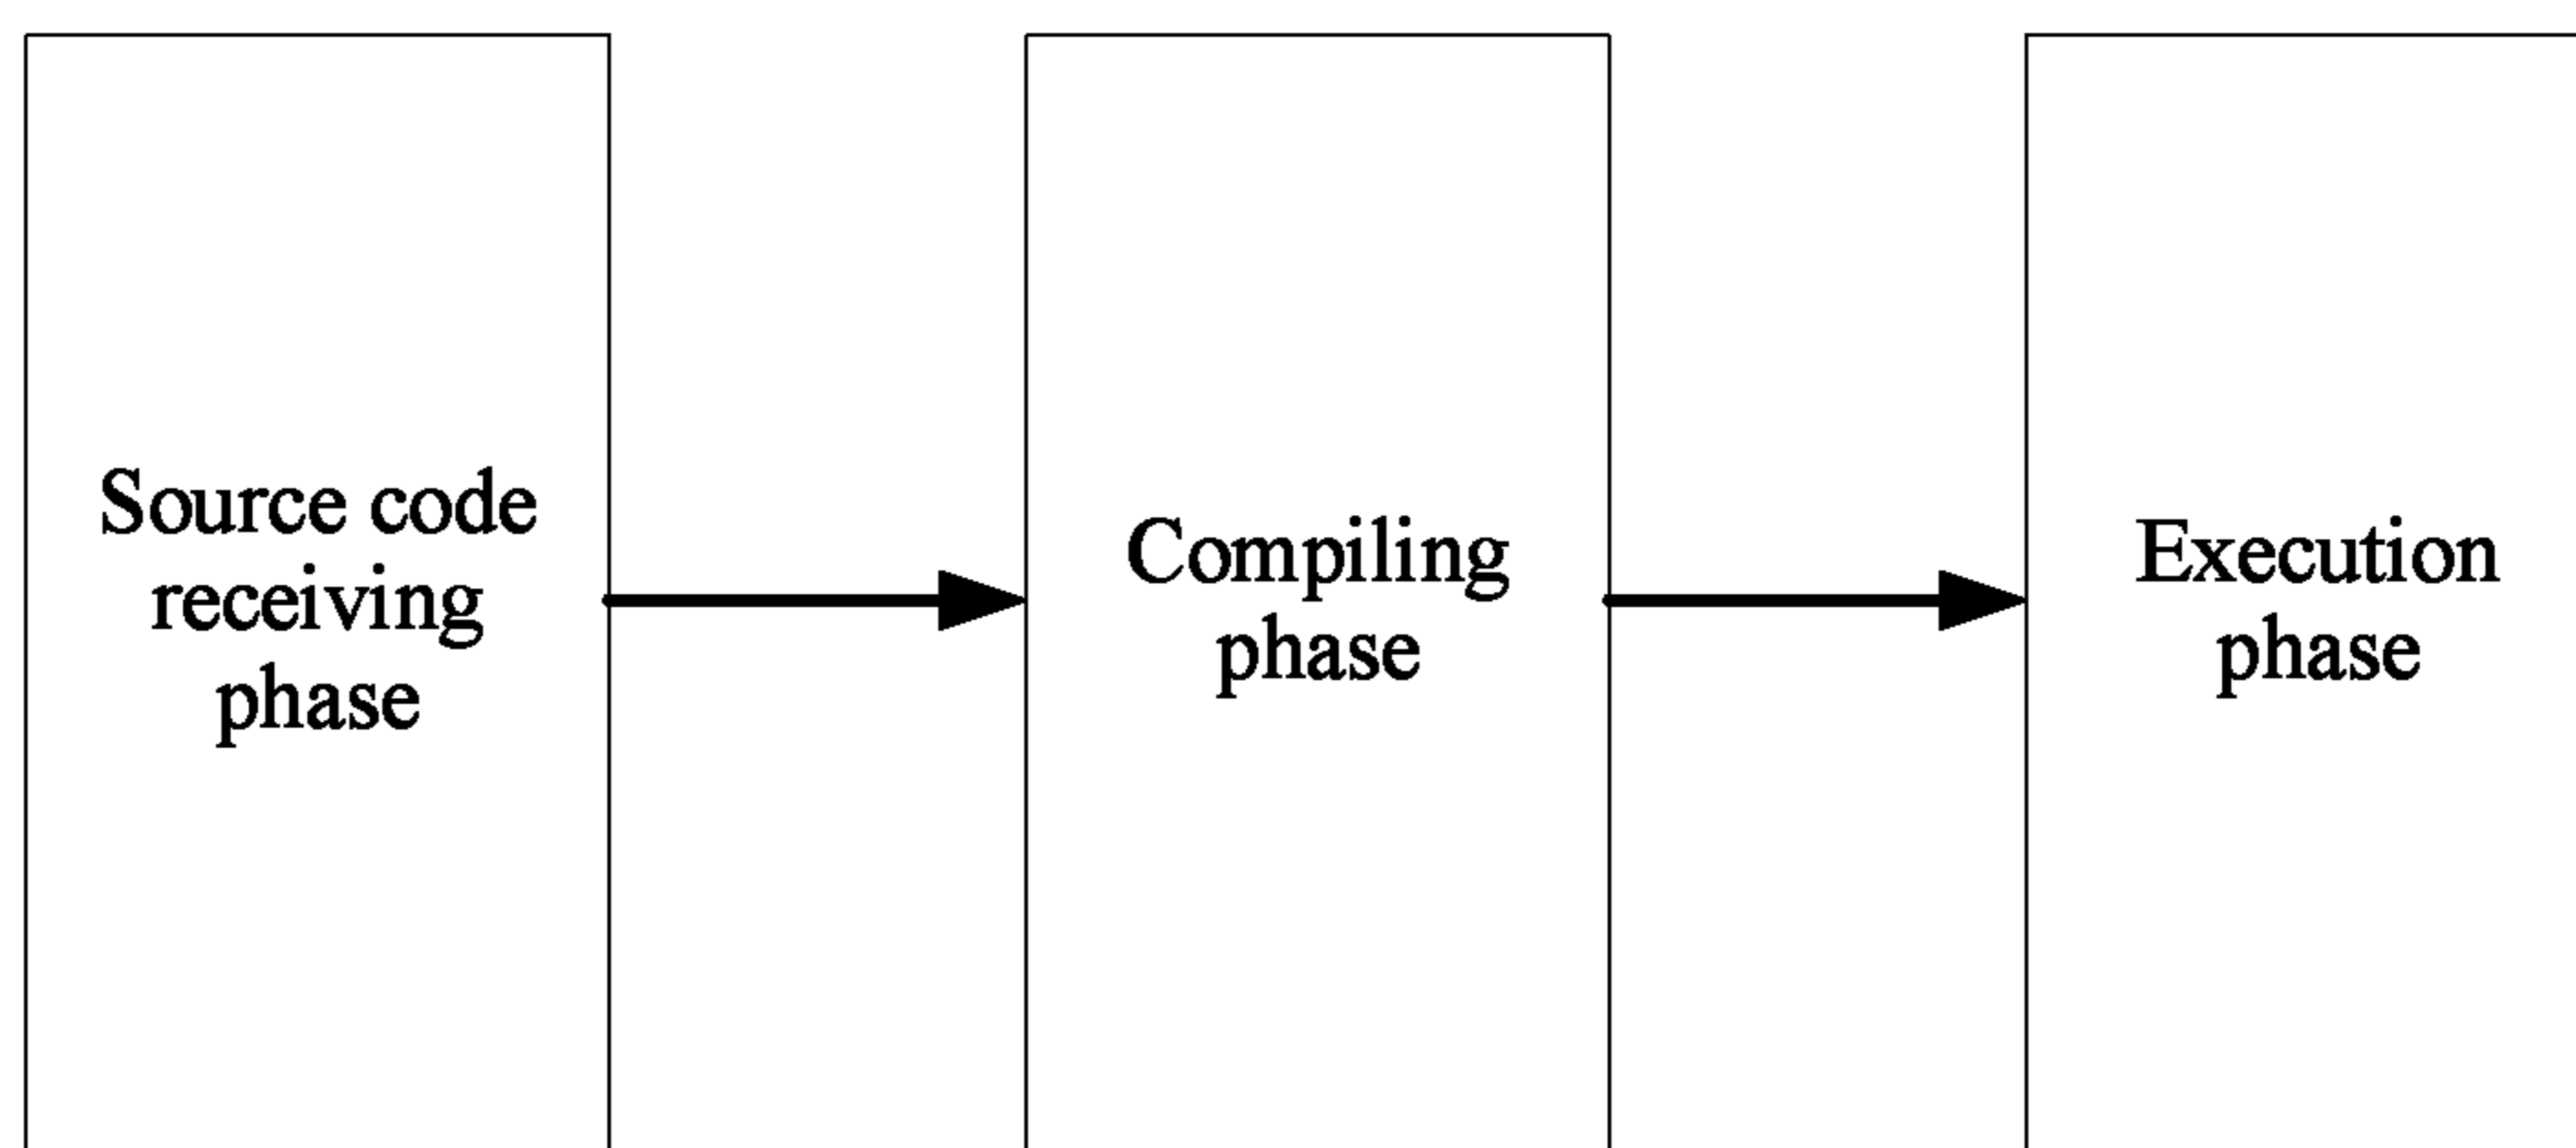 Source code
receiving
phase
Compiling
phase
Execution
phase